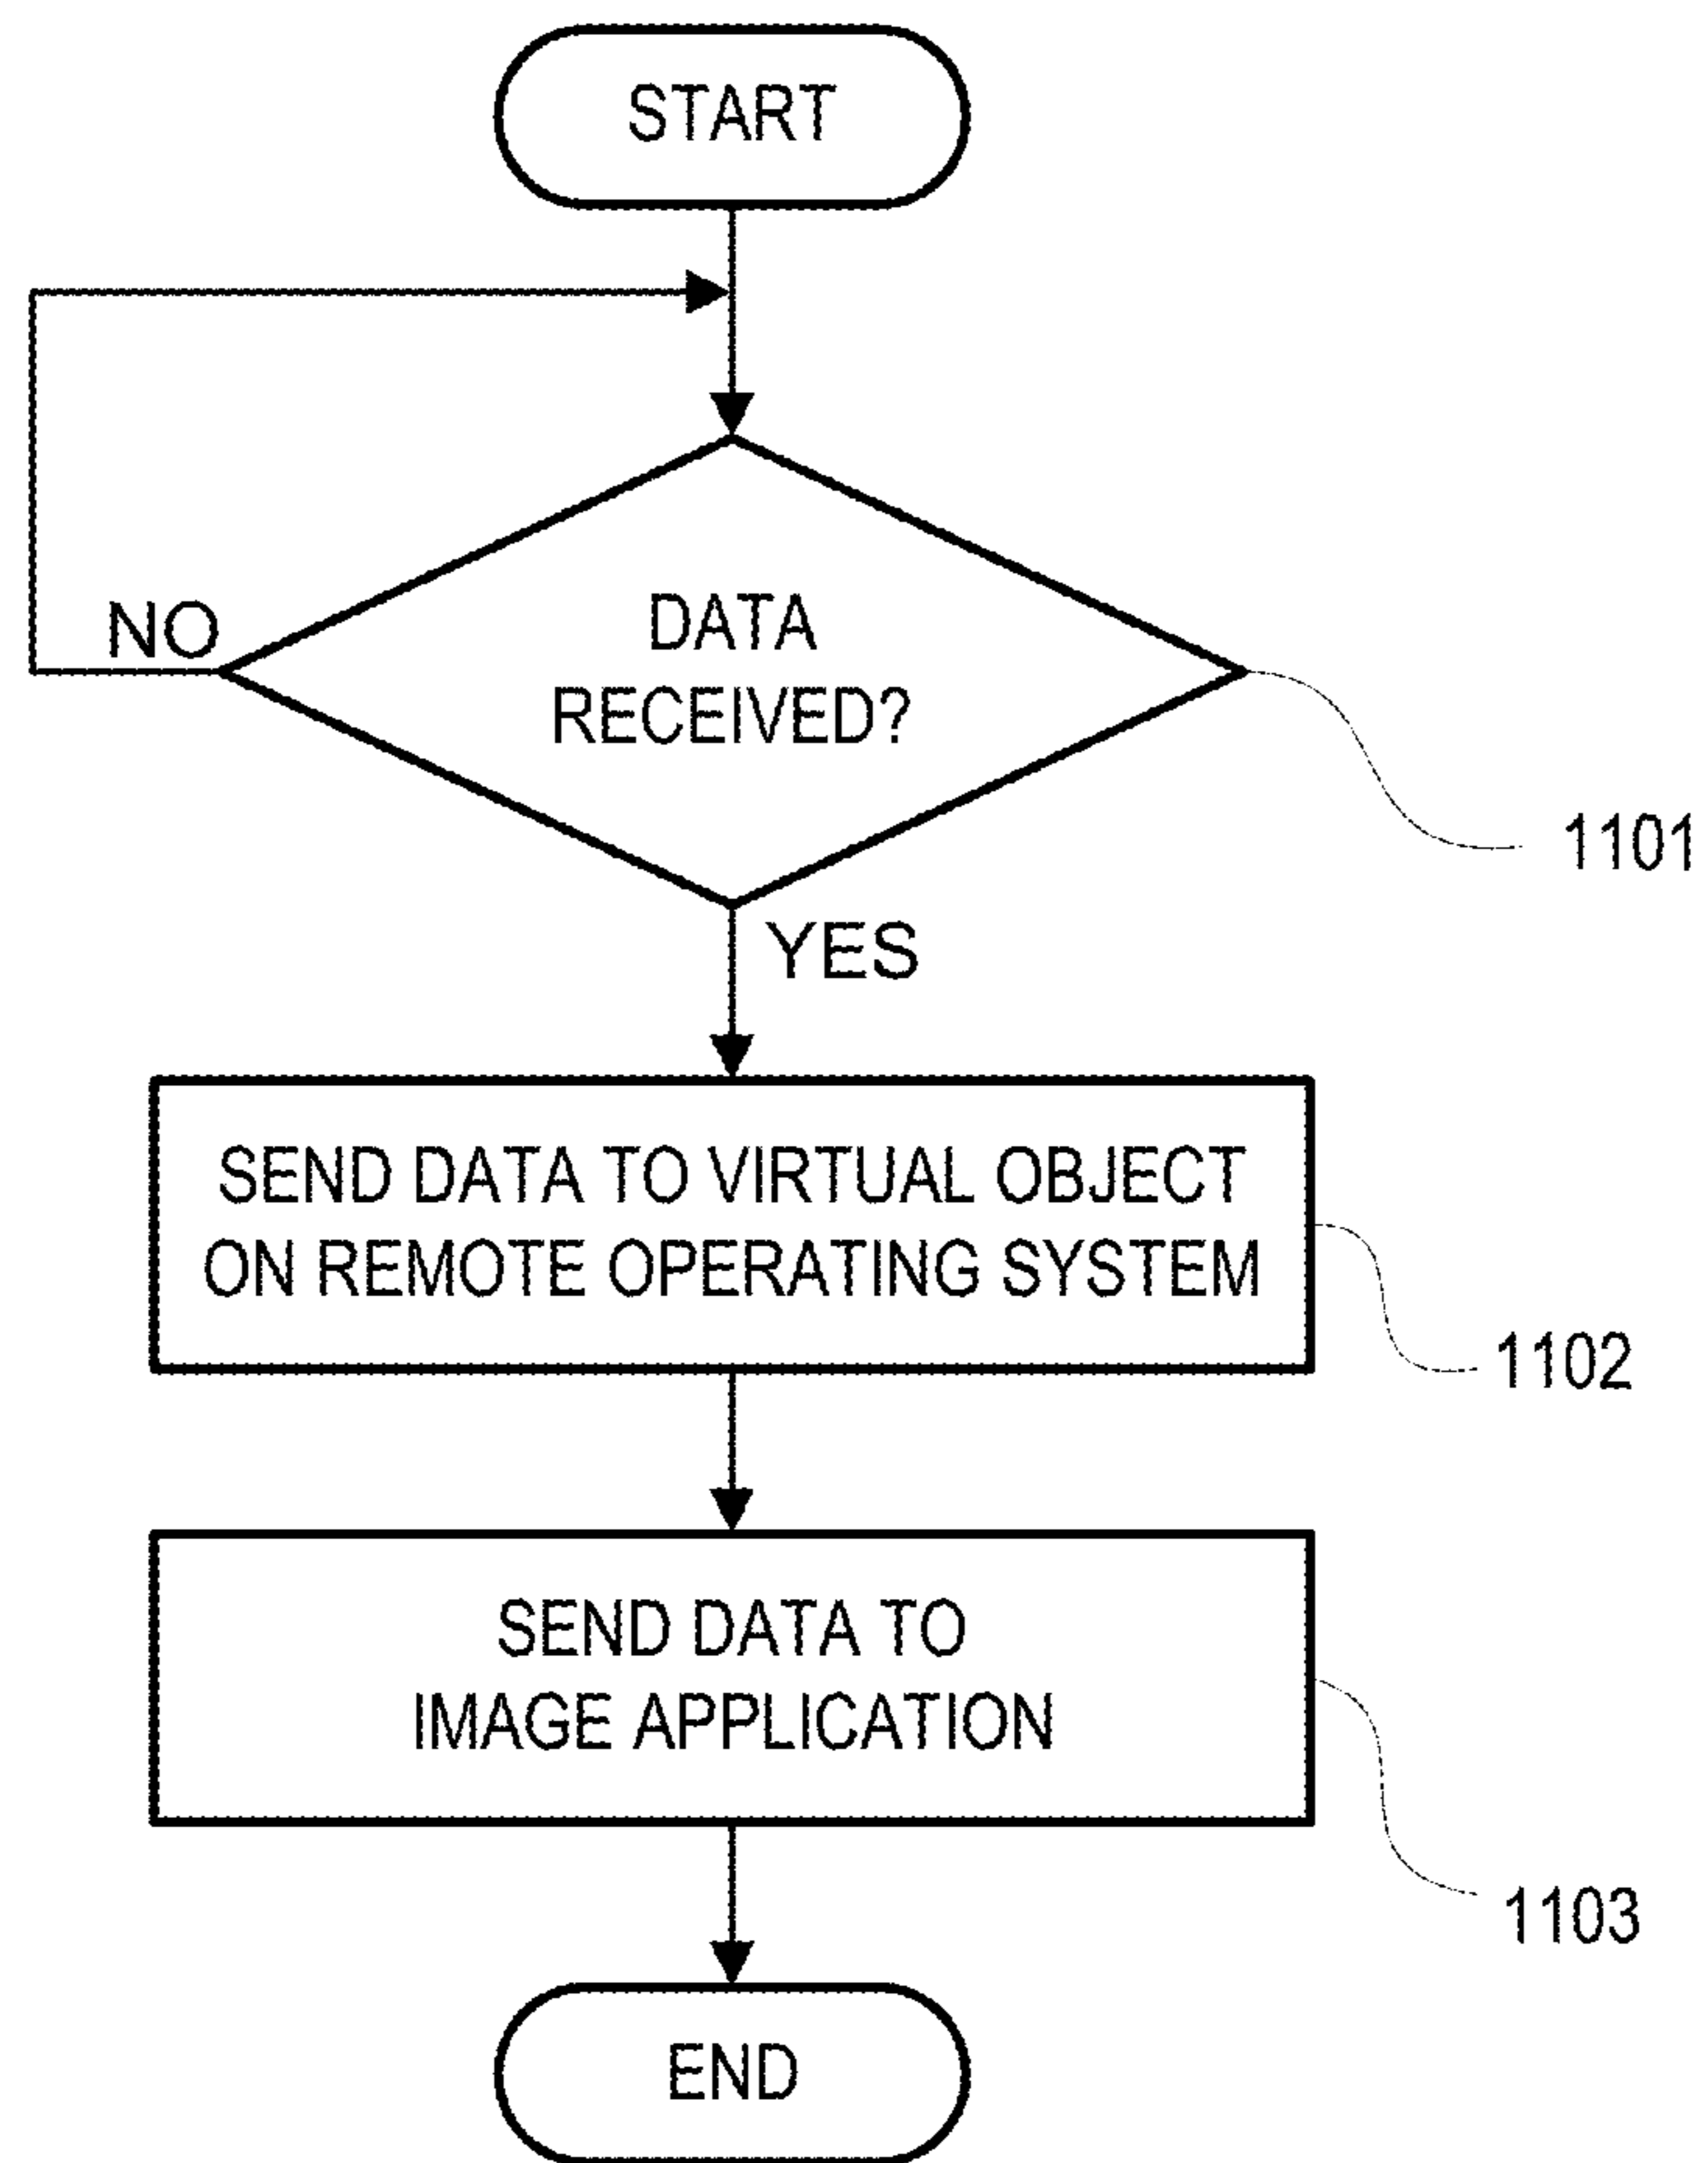 START
NO
DATA
RECEIVED?
1101
YES
SEND DATA TO VIRTUAL OBJECT
ON REMOTE OPERATING SYSTEM
1102
SEND DATA TO
IMAGE APPLICATION
1103
END